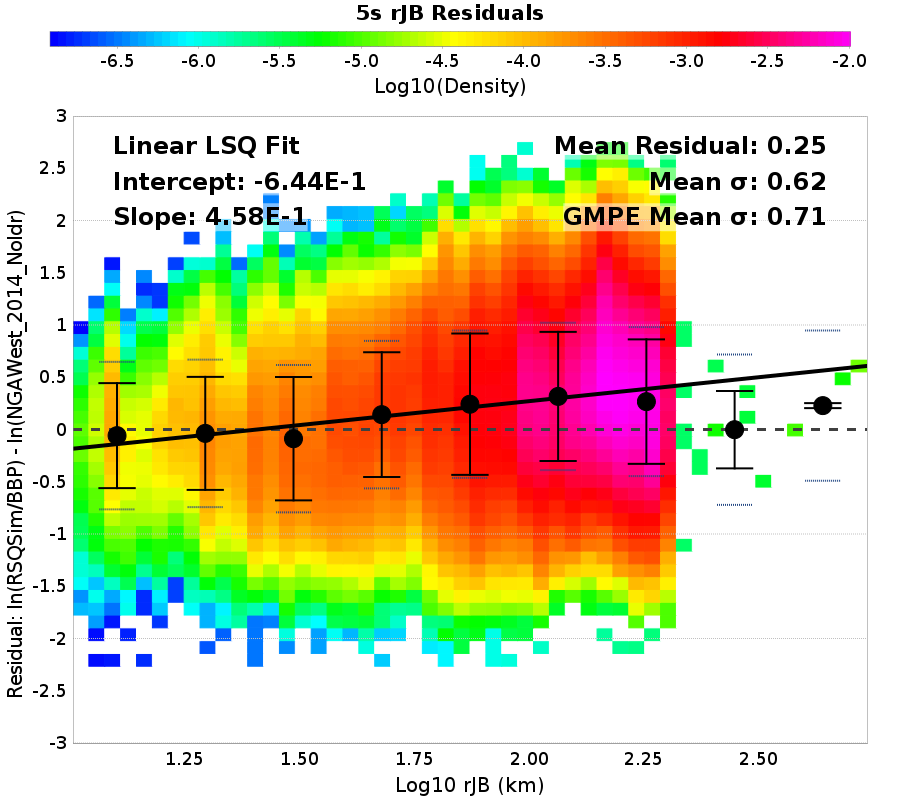 5s rJB Residuals
-6.5 -6.0 -5.5 -5.0 -4.5 -4.0 -3.5 -3.0 -2.5 -2.0
Log10(Density)
Linear LSQ Fit
Intercept: -6.44E-1
Slope: 4.58E-1
Mean Residual: 0.25
Mean σ: 0.62
GMPE Mean σ: 0.71
3
2.5
2
1.5
1
0.5
0
-0.5
-1
-1.5
-2
-2.5
-3
Residual: ln(RSQSim/BBP) - ln(NGAWest_2014_NoIdr)
1.25 1.50 1.75 2.00 2.25 2.50
Log10 rJB (km)